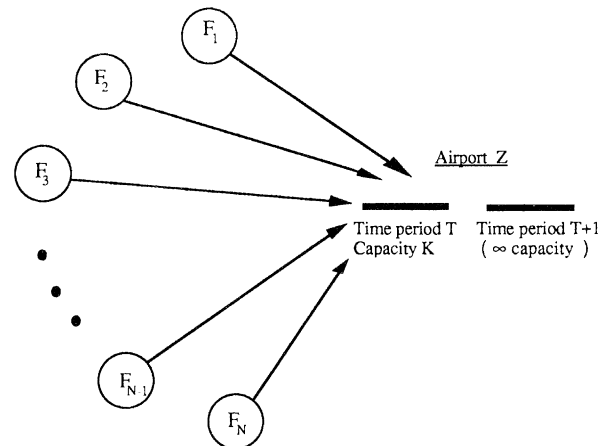 F1
F2
Airport Z
F3
Time period T
Capacity K
Time period T+1
( ∞ capacity )
FN-1
FN